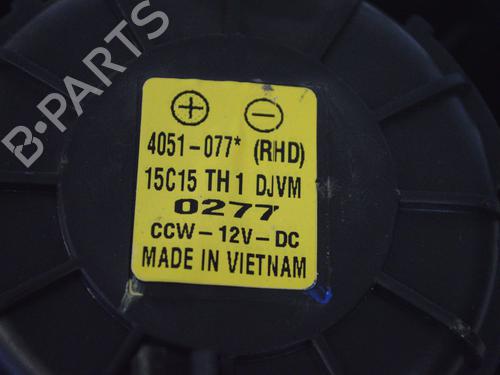 B-PARTS
⊕ ⊖
4051-077* (RHD)
15C15 TH 1 DJVM
0277
CCW-12V-DC
MADE IN VIETNAM